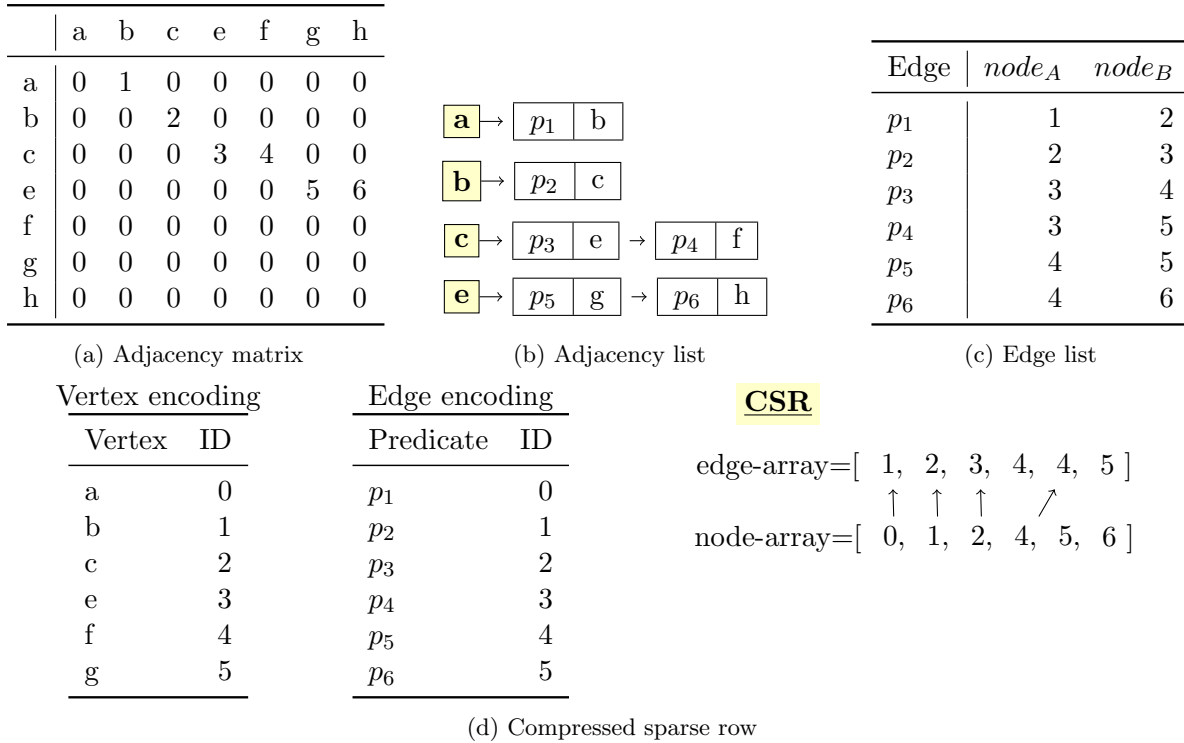 a b c e f g h
a 0 1 0 0 0 0 0
b 0 0 2 0 0 0 0
c 0 0 0 3 4 0 0
e 0 0 0 0 0 5 6
f 0 0 0 0 0 0 0
g 0 0 0 0 0 0 0
h 0 0 0 0 0 0 0
(a) Adjacency matrix
a → p₁ b
b → p₂ c
c → p₃ e → p₄ f
e → p₅ g → p₆ h
(b) Adjacency list
Edge node_A node_B
p₁ 1 2
p₂ 2 3
p₃ 3 4
p₄ 3 5
p₅ 4 5
p₆ 4 6
(c) Edge list
Vertex encoding
Vertex ID
a 0
b 1
c 2
e 3
f 4
g 5
Edge encoding
Predicate ID
p₁ 0
p₂ 1
p₃ 2
p₄ 3
p₅ 4
p₆ 5
CSR
edge-array=[ 1, 2, 3, 4, 4, 5 ]
node-array=[ 0, 1, 2, 4, 5, 6 ]
(d) Compressed sparse row